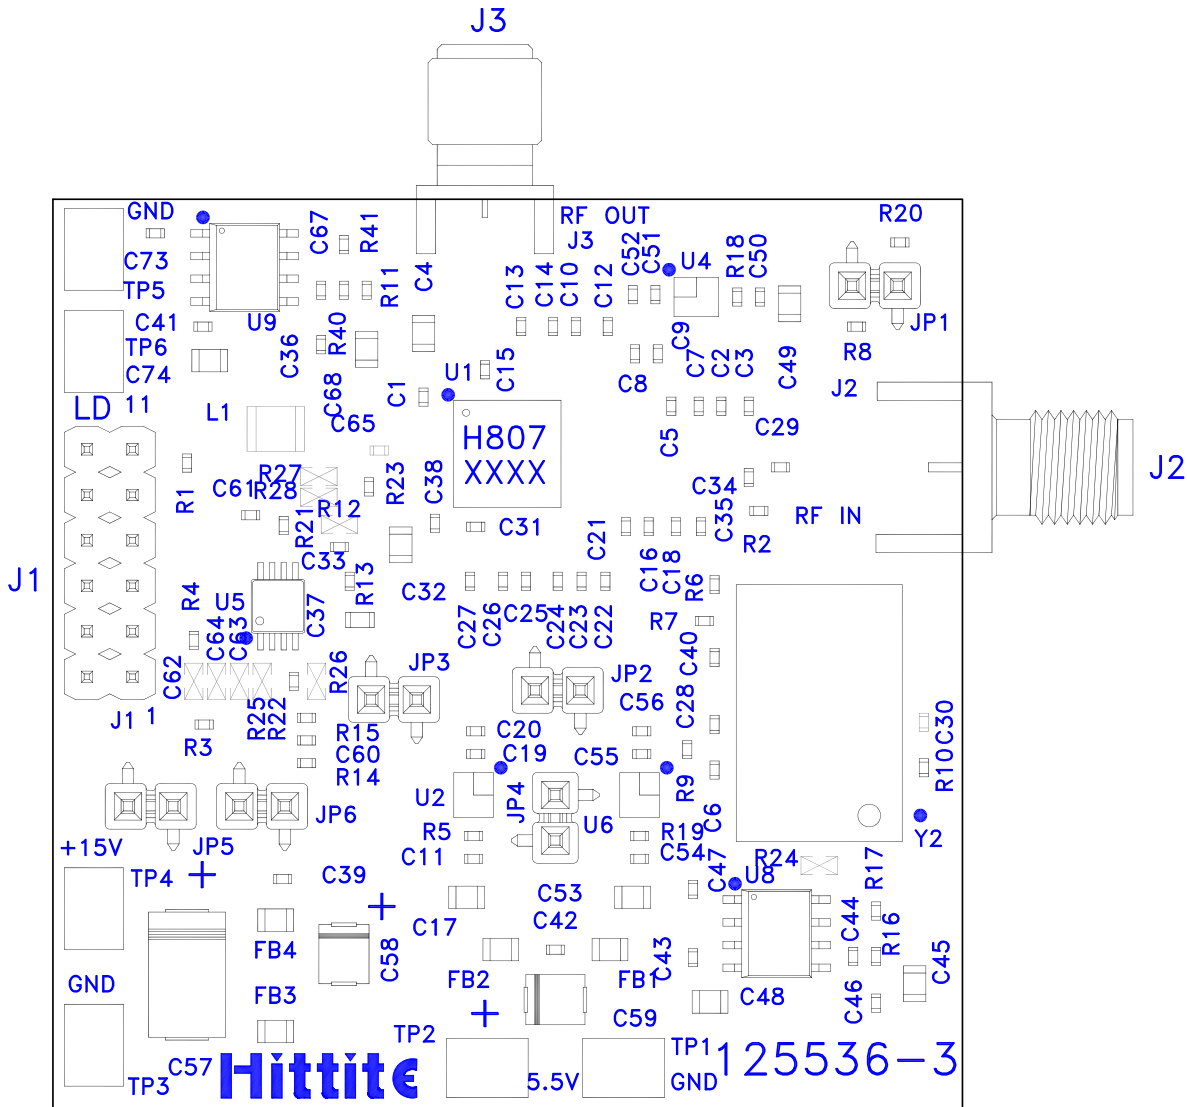 J3
RF OUT
J3
GND
C73
TP5
C41
TP6
C74
LD 11
U9
C67
R41
R11
C4
C36
R40
C68
C65
L1
C1
U1
C15
C13
C14
C10
C12
C52
C51
U4
R18
C50
R20
JP1
R8
C9
C8
C7
C2
C3
C49
J2
C5
C29
H807
XXXX
J2
R1
C61
R27
R28
R12
R23
C38
C31
R21
C33
C21
C34
C35
RF IN
R2
C16
C18
R6
R7
J1
R4
U5
C64
C63
C37
R13
C32
C27
C26
C25
C24
C23
C22
C40
C62
R26
R25
R22
JP3
JP2
C56
C28
C30
J1 1
R3
R15
C60
R14
C20
C19
C55
R9
R10
C6
JP5
JP6
U2
JP4
U6
R5
C11
R19
C54
Y2
+15V
TP4
+
C39
+
C53
C42
C17
C47
R24
U8
R17
C44
R16
C45
C46
C43
C48
FB4
FB3
C58
FB2
FB1
+
C59
GND
TP3
C57
Hittite
TP2
5.5V
TP1
GND
125536-3